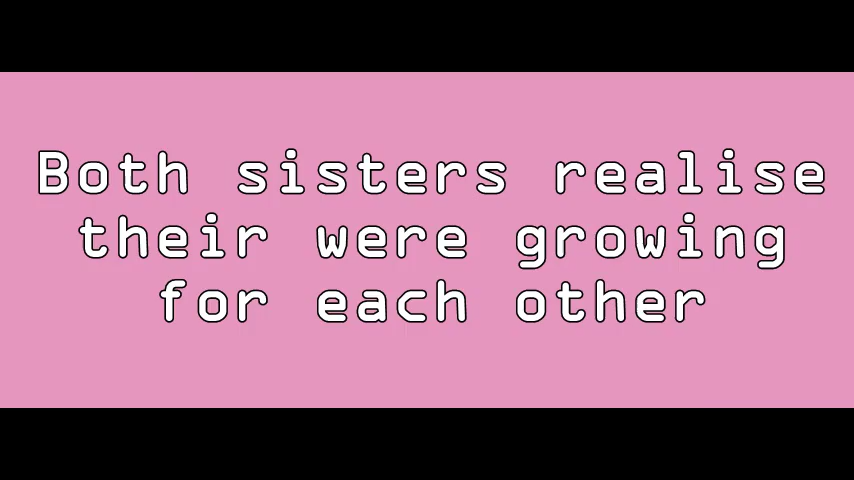 Both sisters realise
their were growing
for each other